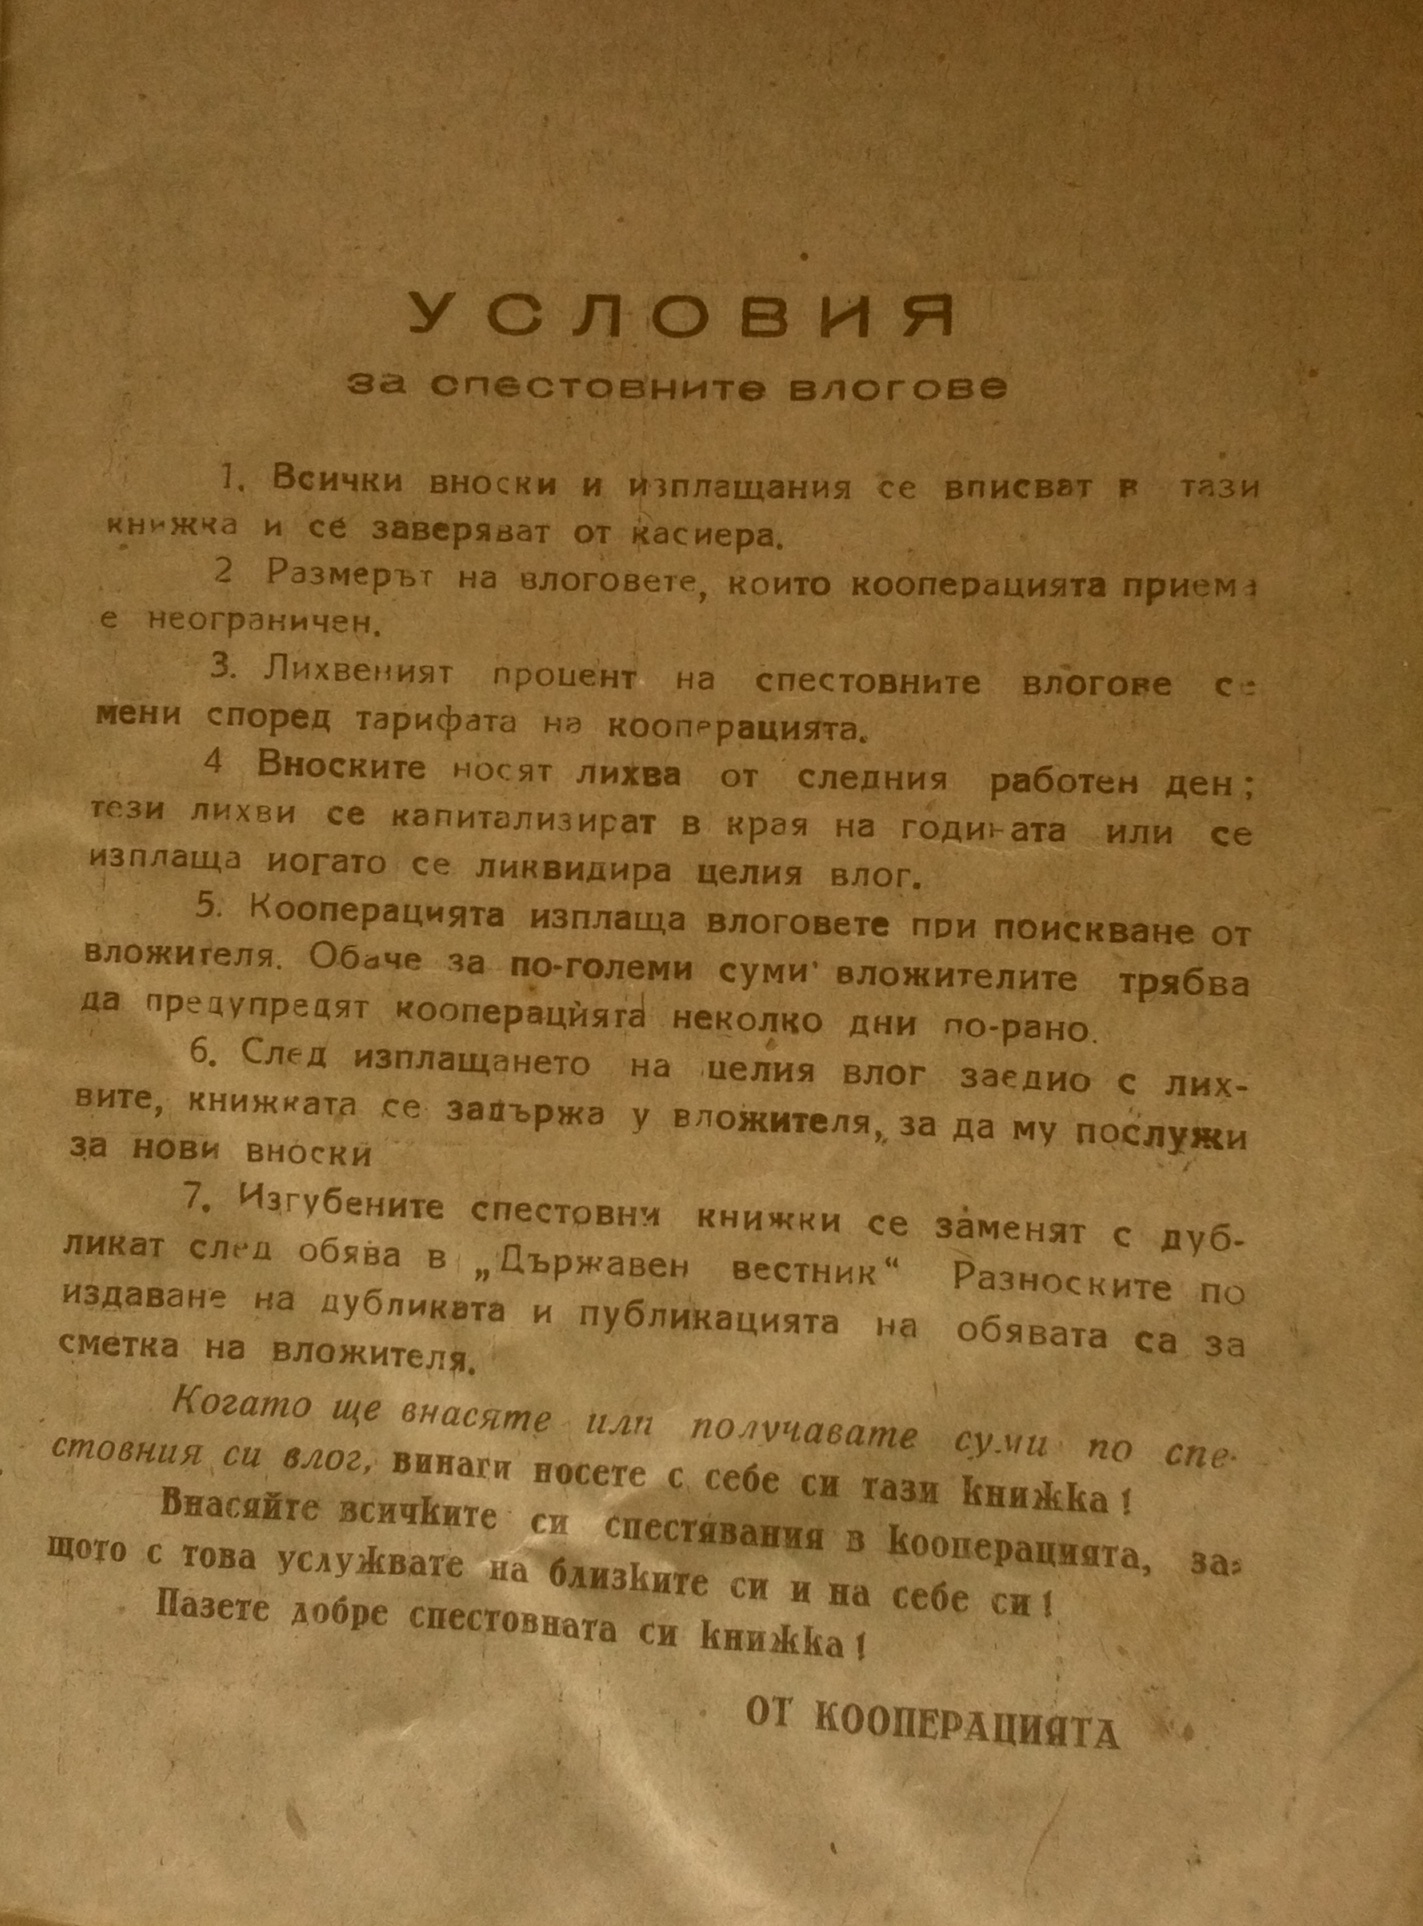 УСЛОВИЯ
за спестовните влогове
1. Всички вноски и изплащания се вписват в тази
книжка и се заверяват от касиера.
2 Размерът на влоговете, които кооперацията приема
е неограничен.
3. Лихвеният процент на спестовните влогове се
мени според тарифата на кооперацията.
4 Вноските носят лихва от следния работен ден;
тези лихви се капитализират в края на годината или се
изплаща иогато се ликвидира целия влог.
5. Кооперацията изплаща влоговете при поискване от
вложителя. Обаче за по-големи суми вложителите трябва
да предупредят кооперацията неколко дни по-рано.
6. След изплащането на целия влог заедио с лих-
вите, книжката се задържа у вложителя, за да му послужи
за нови вноски
7. Изгубените спестовни книжки се заменят с дуб-
ликат след обява в „Държавен вестник“ Разноските по
издаване на дубликата и публикацията на обявата са за
сметка на вложителя.
Когато ще внасяте или получавате суми по спе-
стовния си влог, винаги носете с себе си тази книжка!
Внасяйте всичките си спестявания в кооперацията, за-
щото с това услужвате на близките си и на себе си!
Пазете добре спестовната си книжка!
ОТ КООПЕРАЦИЯТА